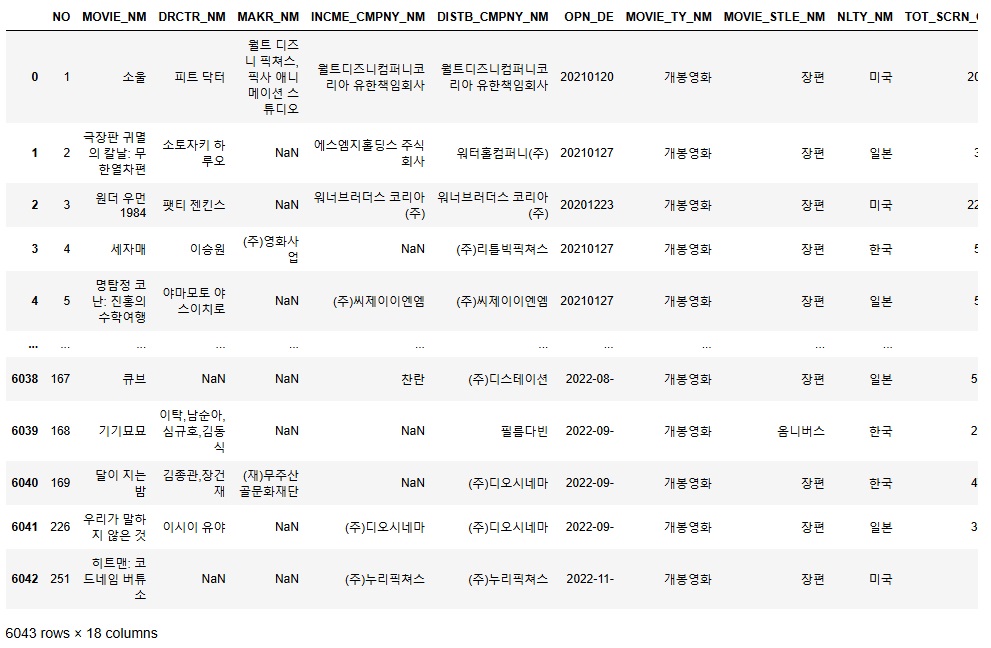 NO MOVIE_NM DRCTR_NM MAKR_NM INCME_CMPNY_NM DISTB_CMPNY_NM OPN_DE MOVIE_TY_NM MOVIE_STLE_NM NLTY_NM TOT_SCRN_
0 1 소울 피트 닥터 월트 디즈니 픽쳐스, 픽사 애니메이션 스튜디오 월트디즈니컴퍼니코리아 유한책임회사 월트디즈니컴퍼니코리아 유한책임회사 20210120 개봉영화 장편 미국 20
1 2 극장판 귀멸의 칼날: 무한열차편 소토자키 하루오 NaN 에스엠지홀딩스 주식회사 워터홀컴퍼니(주) 20210127 개봉영화 장편 일본
2 3 원더 우먼 1984 팻티 젠킨스 NaN 워너브러더스 코리아(주) 워너브러더스 코리아(주) 20201223 개봉영화 장편 미국 22
3 4 세자매 이승원 (주)영화사업 NaN (주)리틀빅픽쳐스 20210127 개봉영화 장편 한국 5
4 5 명탐정 코난: 진홍의 수학여행 야마모토 야스이치로 NaN (주)씨제이이엔엠 (주)씨제이이엔엠 20210127 개봉영화 장편 일본 5
... ... ... ... ... ... ... ... ... ... ...
6038 167 큐브 NaN NaN 찬란 (주)디스테이션 2022-08- 개봉영화 장편 일본 5
6039 168 기기묘묘 이탁,남순아,심규호,김동식 NaN NaN 필름다빈 2022-09- 개봉영화 옴니버스 한국 2
6040 169 달이 지는 밤 김종관,장건재 (재)무주산골문화재단 NaN (주)디오시네마 2022-09- 개봉영화 장편 한국 4
6041 226 우리가 말하지 않은 것 이시이 유야 NaN (주)디오시네마 (주)디오시네마 2022-09- 개봉영화 장편 일본 3
6042 251 히트맨: 코드네임 버튜소 NaN NaN (주)누리픽쳐스 (주)누리픽쳐스 2022-11- 개봉영화 장편 미국
6043 rows × 18 columns